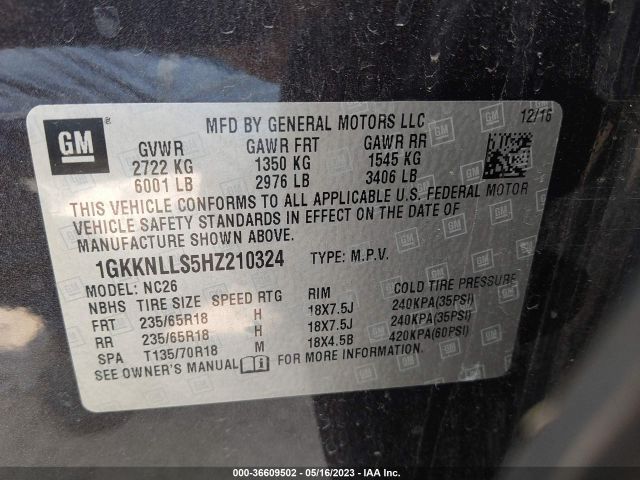 GM
MFD BY GENERAL MOTORS LLC 12/16
GVWR GAWR FRT GAWR RR
2722 KG 1350 KG 1545 KG
6001 LB 2976 LB 3406 LB
THIS VEHICLE CONFORMS TO ALL APPLICABLE U.S. FEDERAL MOTOR
VEHICLE SAFETY STANDARDS IN EFFECT ON THE DATE OF
MANUFACTURE SHOWN ABOVE.
1GKKNLLS5HZ210324 TYPE: M.P.V.
MODEL: NC26
NBHS TIRE SIZE SPEED RTG RIM COLD TIRE PRESSURE
FRT 235/65R18 H 18X7.5J 240KPA(35PSI)
RR 235/65R18 H 18X7.5J 240KPA(35PSI)
SPA T135/70R18 M 18X4.5B 420KPA(60PSI)
SEE OWNER'S MANUAL FOR MORE INFORMATION.
000-36609502 - 05/16/2023 - IAA Inc.